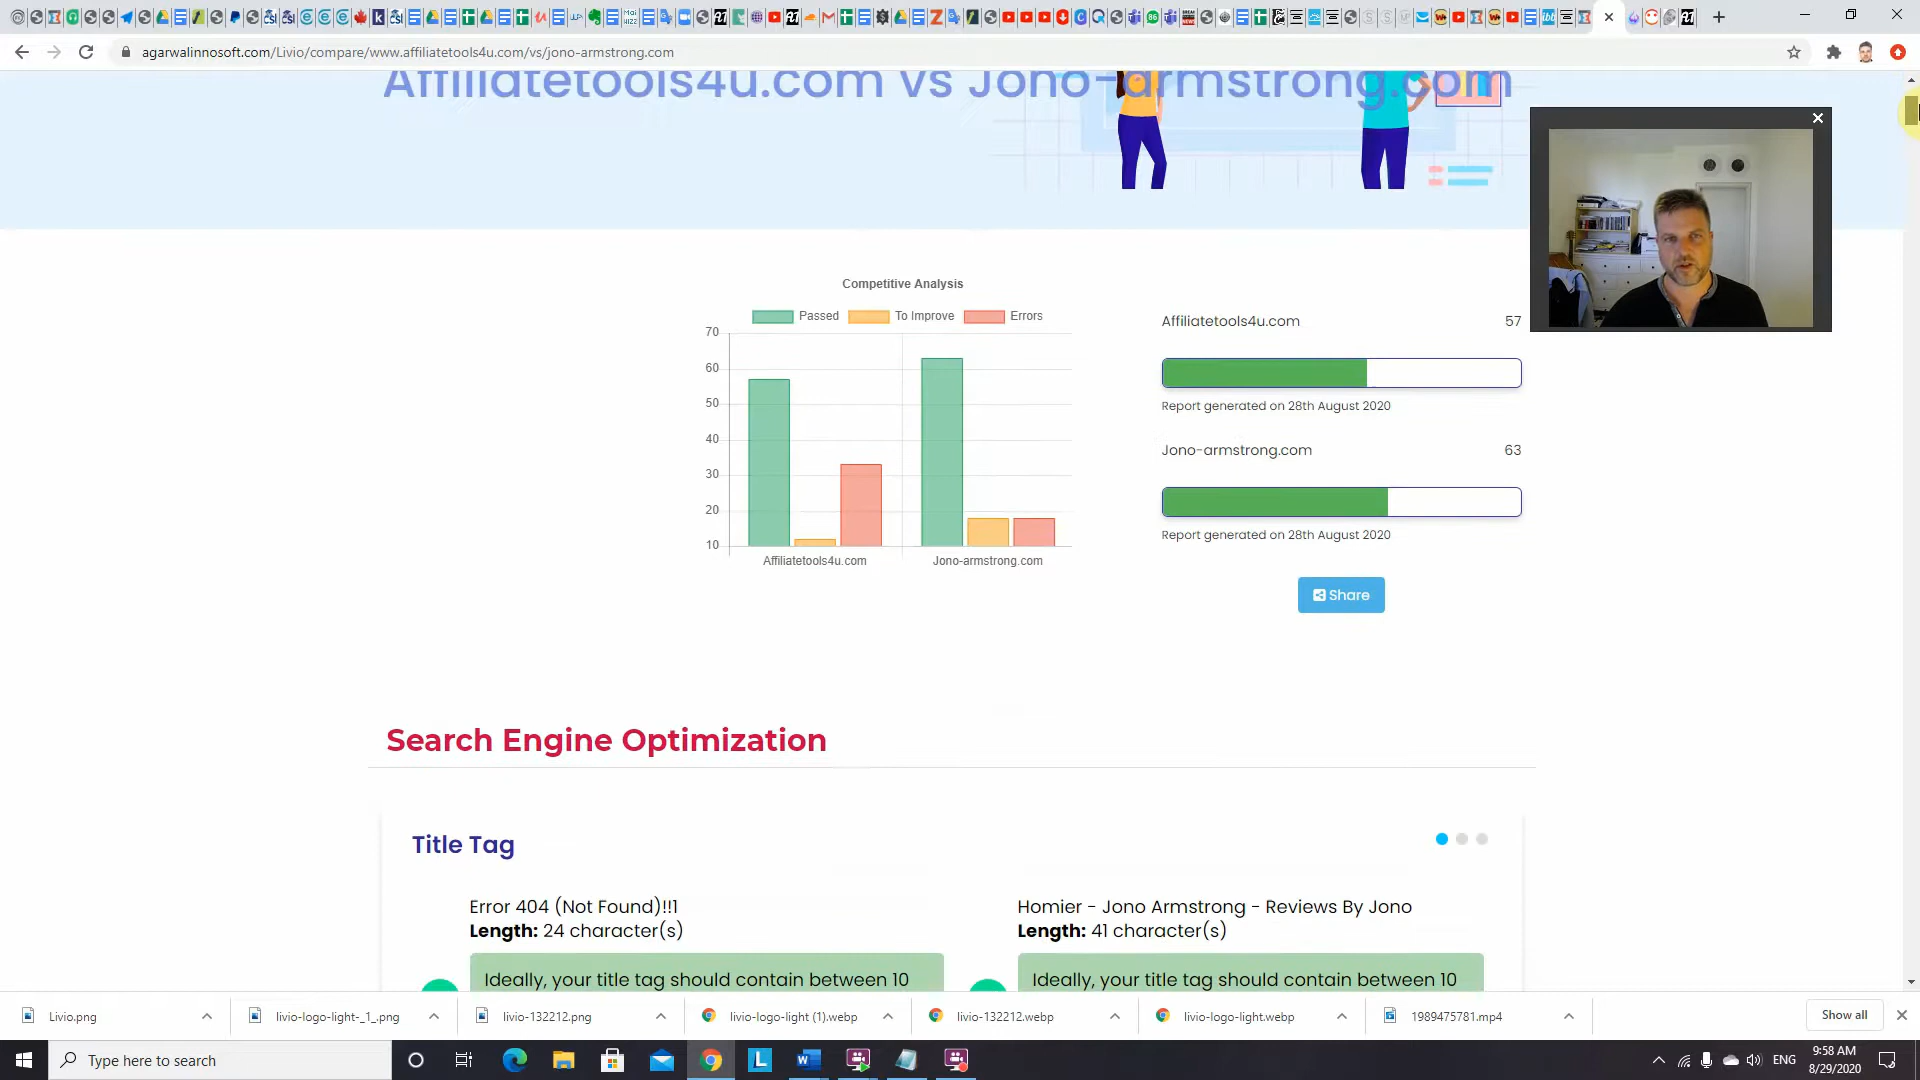 agarwalinnosoft.com/Livio/compare/www.affiliatetools4u.com/vs/jono-armstrong.com
Affiliatetools4u.com vs Jono-armstrong.com
Competitive Analysis
Passed To Improve Errors
70
60
50
40
30
20
10
Affiliatetools4u.com Jono-armstrong.com
Affiliatetools4u.com 57
Report generated on 28th August 2020
Jono-armstrong.com 63
Report generated on 28th August 2020
Share
Search Engine Optimization
Title Tag
Error 404 (Not Found)!!1
Length: 24 character(s)
Ideally, your title tag should contain between 10
Homier - Jono Armstrong - Reviews By Jono
Length: 41 character(s)
Ideally, your title tag should contain between 10
Livio.png
livio-logo-light-_1_.png
livio-132212.png
livio-logo-light (1).webp
livio-132212.webp
livio-logo-light.webp
1989475781.mp4
Show all
Type here to search
ENG
9:58 AM
8/29/2020